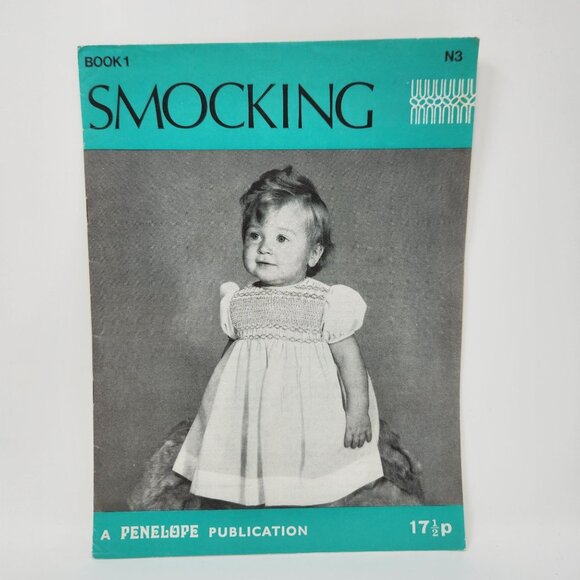 BOOK 1 N3
SMOCKING
A PENELOPE PUBLICATION 17½p